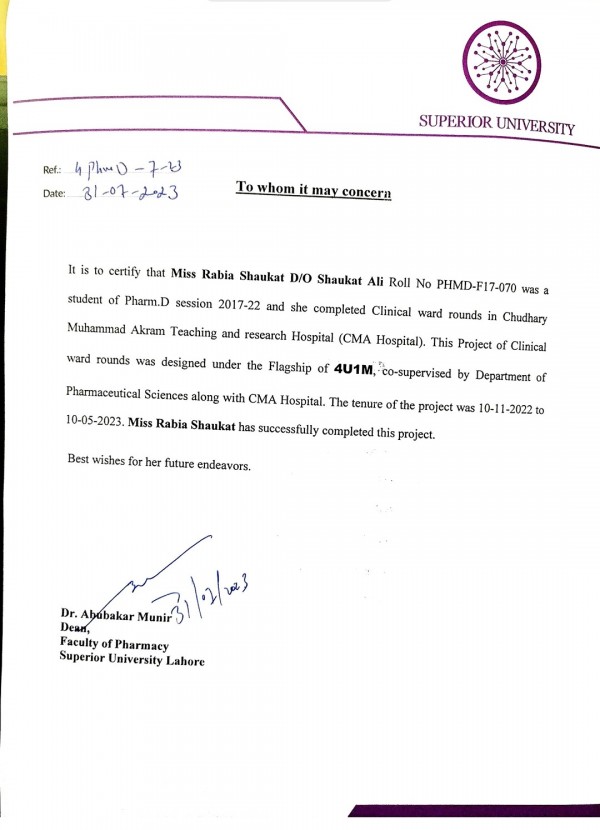 SUPERIOR UNIVERSITY
Ref.: 4 PhmD - 7-23
Date: 31-07-2023
To whom it may concern
It is to certify that Miss Rabia Shaukat D/O Shaukat Ali Roll No PHMD-F17-070 was a
student of Pharm.D session 2017-22 and she completed Clinical ward rounds in Chudhary
Muhammad Akram Teaching and research Hospital (CMA Hospital). This Project of Clinical
ward rounds was designed under the Flagship of 4U1M, co-supervised by Department of
Pharmaceutical Sciences along with CMA Hospital. The tenure of the project was 10-11-2022 to
10-05-2023. Miss Rabia Shaukat has successfully completed this project.
Best wishes for her future endeavors.
31/07/2023
Dr. Abubakar Munir
Dean,
Faculty of Pharmacy
Superior University Lahore